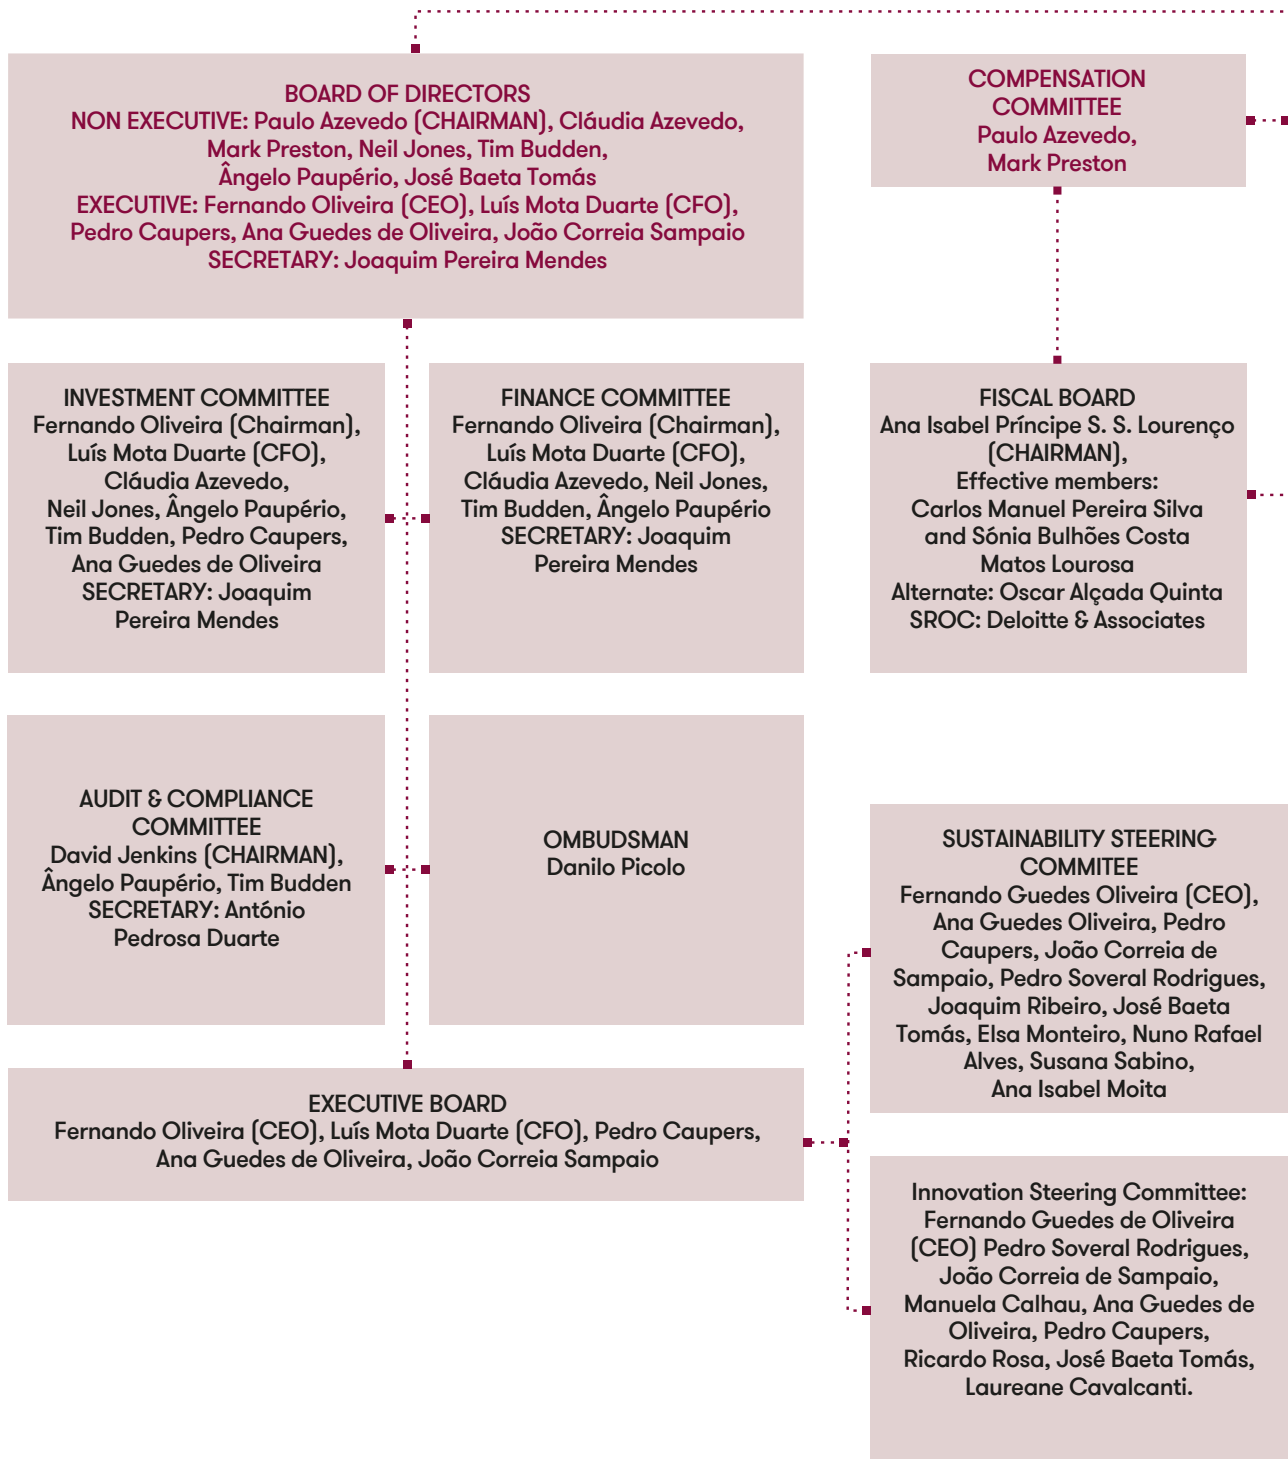 BOARD OF DIRECTORS
NON EXECUTIVE: Paulo Azevedo (CHAIRMAN), Cláudia Azevedo,
Mark Preston, Neil Jones, Tim Budden,
Ângelo Paupério, José Baeta Tomás
EXECUTIVE: Fernando Oliveira (CEO), Luís Mota Duarte (CFO),
Pedro Caupers, Ana Guedes de Oliveira, João Correia Sampaio
SECRETARY: Joaquim Pereira Mendes
COMPENSATION
COMMITTEE
Paulo Azevedo,
Mark Preston
INVESTMENT COMMITTEE
Fernando Oliveira (Chairman),
Luís Mota Duarte (CFO),
Cláudia Azevedo,
Neil Jones, Ângelo Paupério,
Tim Budden, Pedro Caupers,
Ana Guedes de Oliveira
SECRETARY: Joaquim
Pereira Mendes
FINANCE COMMITTEE
Fernando Oliveira (Chairman),
Luís Mota Duarte (CFO),
Cláudia Azevedo, Neil Jones,
Tim Budden, Ângelo Paupério
SECRETARY: Joaquim
Pereira Mendes
FISCAL BOARD
Ana Isabel Príncipe S. S. Lourenço
(CHAIRMAN),
Effective members:
Carlos Manuel Pereira Silva
and Sónia Bulhões Costa
Matos Lourosa
Alternate: Oscar Alçada Quinta
SROC: Deloitte & Associates
AUDIT & COMPLIANCE
COMMITTEE
David Jenkins (CHAIRMAN),
Ângelo Paupério, Tim Budden
SECRETARY: António
Pedrosa Duarte
OMBUDSMAN
Danilo Picolo
SUSTAINABILITY STEERING
COMMITEE
Fernando Guedes Oliveira (CEO),
Ana Guedes Oliveira, Pedro
Caupers, João Correia de
Sampaio, Pedro Soveral Rodrigues,
Joaquim Ribeiro, José Baeta
Tomás, Elsa Monteiro, Nuno Rafael
Alves, Susana Sabino,
Ana Isabel Moita
EXECUTIVE BOARD
Fernando Oliveira (CEO), Luís Mota Duarte (CFO), Pedro Caupers,
Ana Guedes de Oliveira, João Correia Sampaio
Innovation Steering Committee:
Fernando Guedes de Oliveira
(CEO) Pedro Soveral Rodrigues,
João Correia de Sampaio,
Manuela Calhau, Ana Guedes de
Oliveira, Pedro Caupers,
Ricardo Rosa, José Baeta Tomás,
Laureane Cavalcanti.